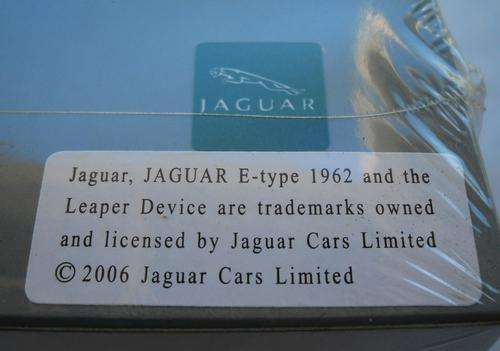 JAGUAR
Jaguar, JAGUAR E-type 1962 and the
Leaper Device are trademarks owned
and licensed by Jaguar Cars Limited
© 2006 Jaguar Cars Limited